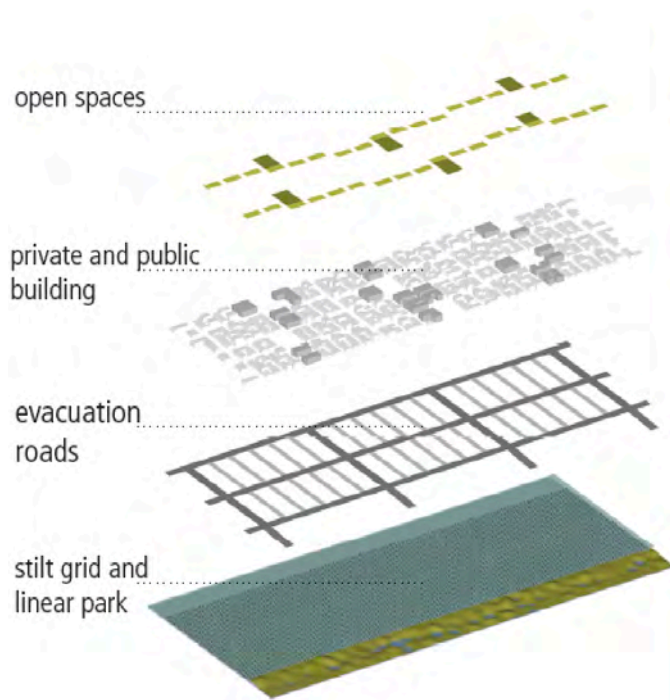 open spaces
private and public
building
evacuation
roads
stilt grid and
linear park